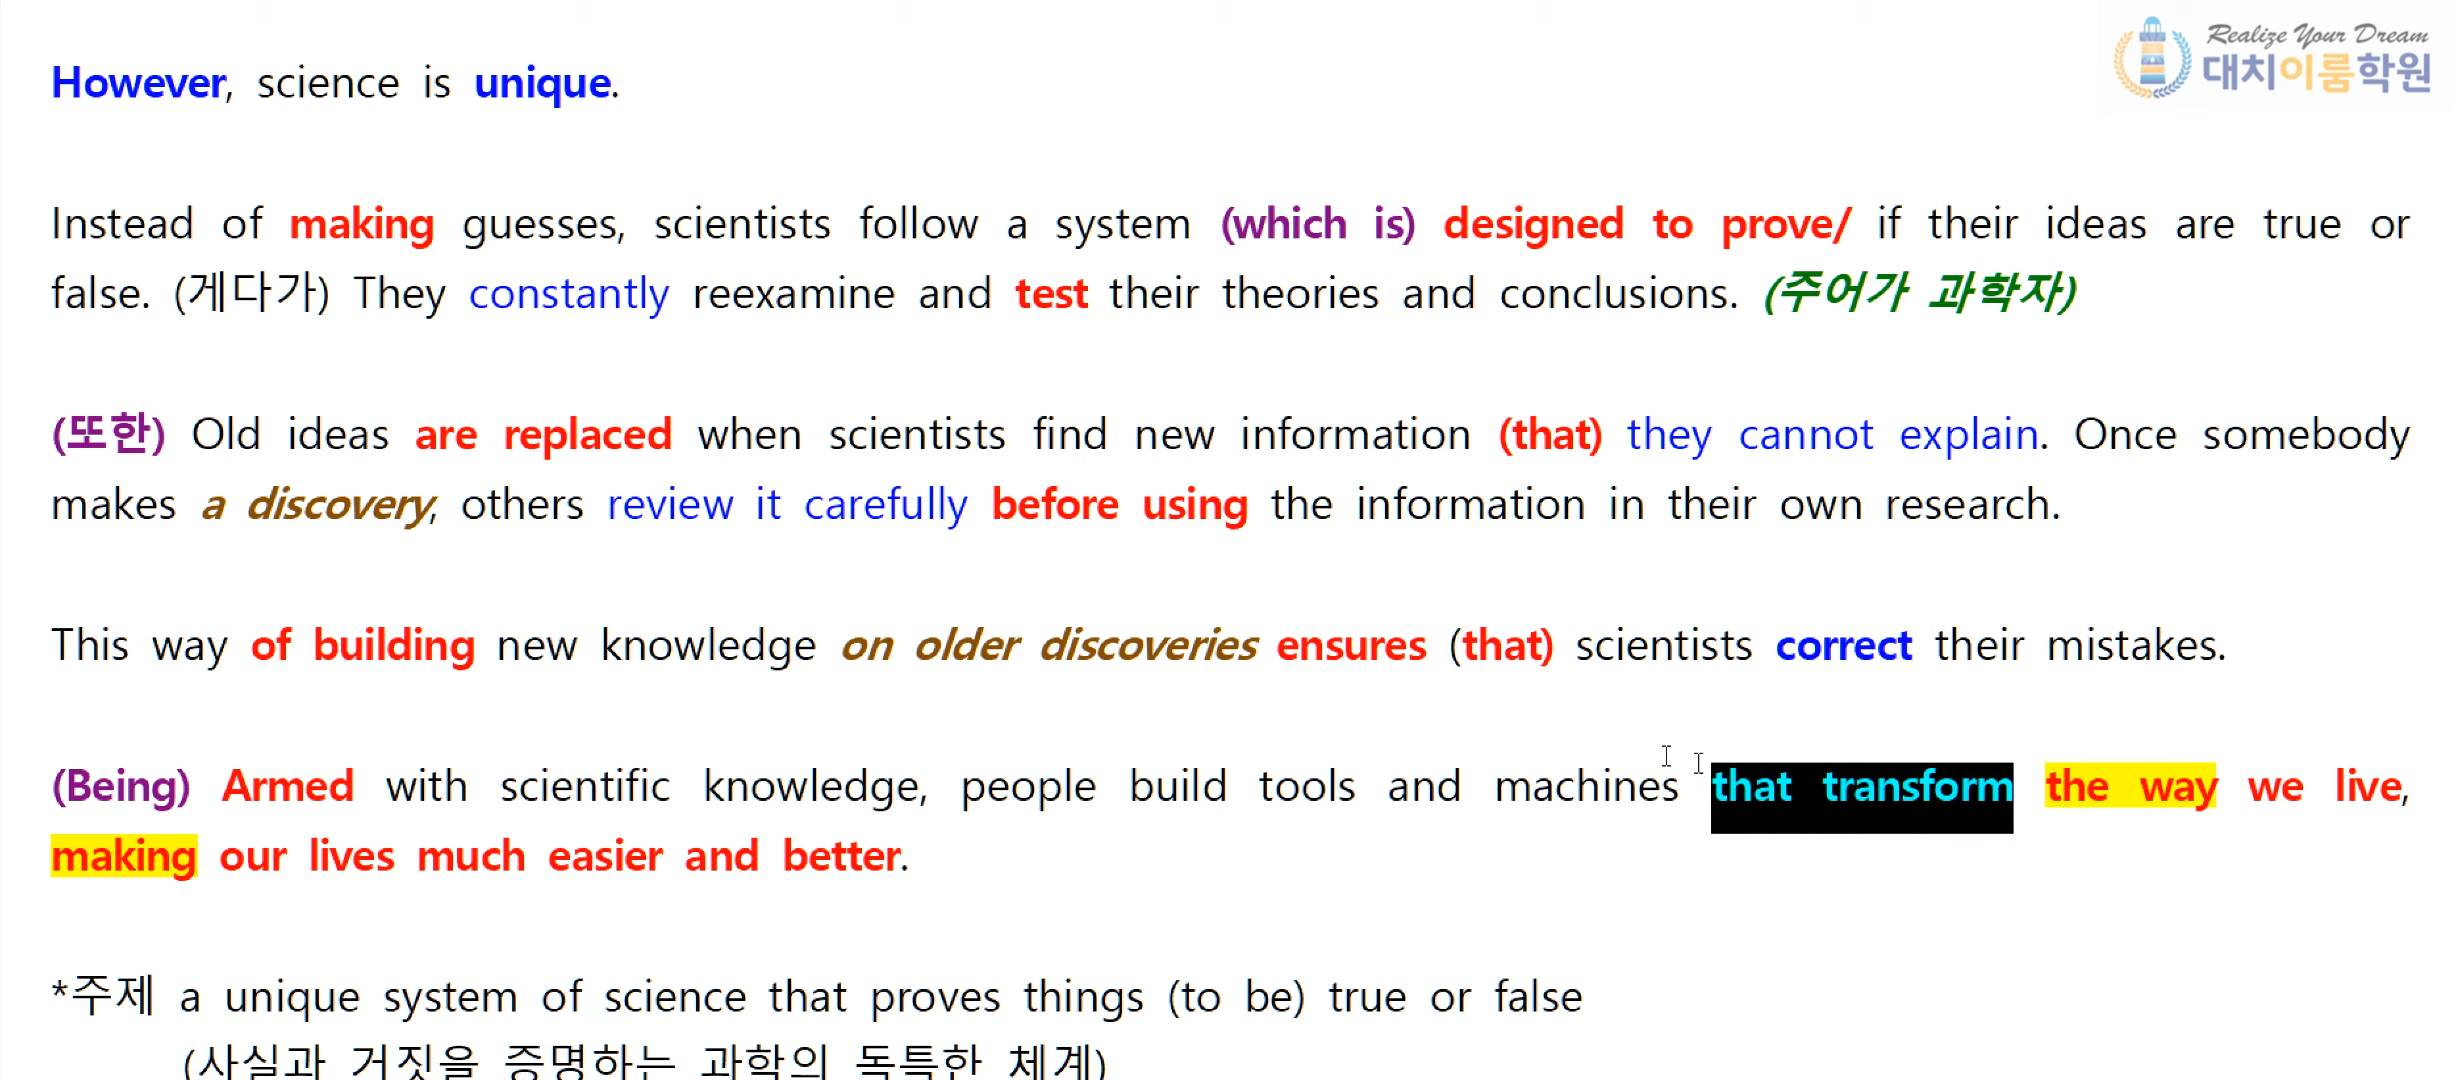 Realize Your Dream
대치이룸학원
However, science is unique.
Instead of making guesses, scientists follow a system (which is) designed to prove/ if their ideas are true or
false. (게다가) They constantly reexamine and test their theories and conclusions. (주어가 과학자)
(또한) Old ideas are replaced when scientists find new information (that) they cannot explain. Once somebody
makes a discovery, others review it carefully before using the information in their own research.
This way of building new knowledge on older discoveries ensures (that) scientists correct their mistakes.
(Being) Armed with scientific knowledge, people build tools and machines that transform the way we live,
making our lives much easier and better.
*주제 a unique system of science that proves things (to be) true or false
(사실과 거짓을 증명하는 과학의 독특한 체계)